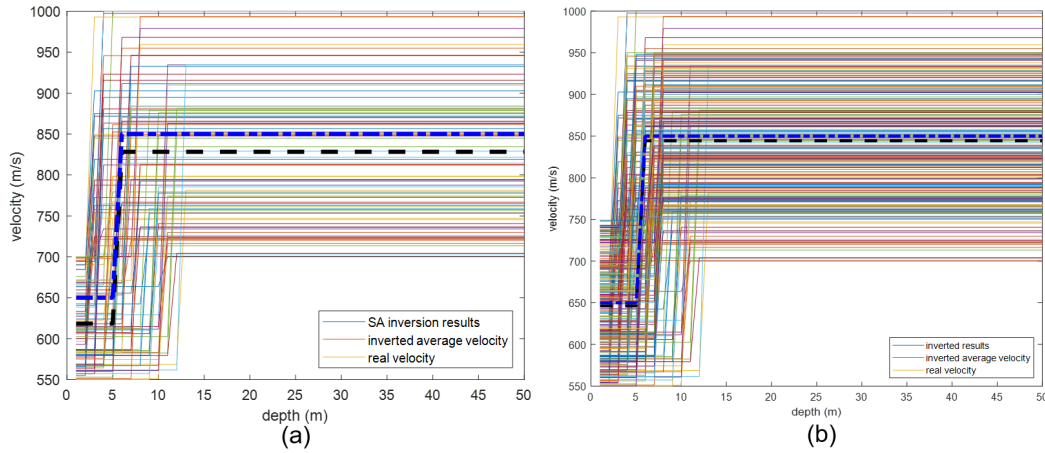 1000
950
900
850
800
750
700
650
600
550
velocity (m/s)
0 5 10 15 20 25 30 35 40 45 50
depth (m)
SA inversion results
inverted average velocity
real velocity
(a)
1000
950
900
850
800
750
700
650
600
550
velocity (m/s)
0 5 10 15 20 25 30 35 40 45 50
depth (m)
inverted results
inverted average velocity
real velocity
(b)